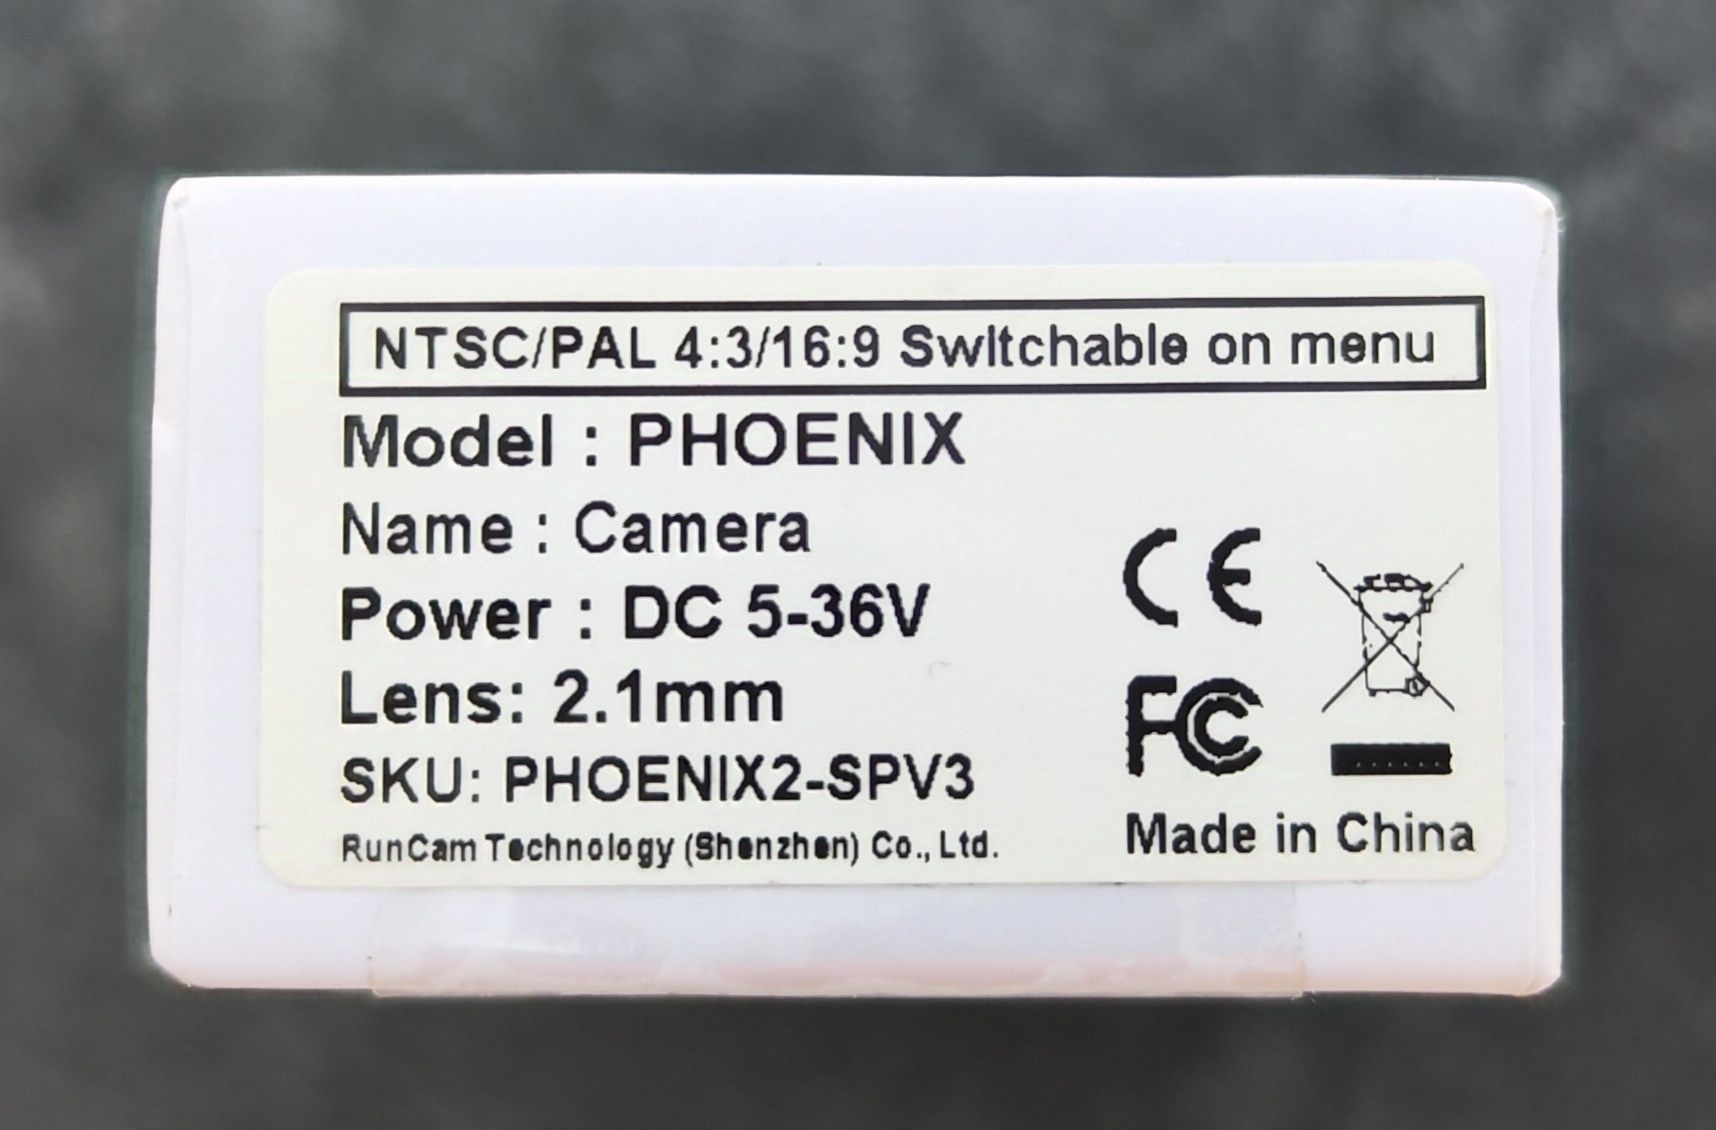 NTSC/PAL 4:3/16:9 Switchable on menu
Model : PHOENIX
Name : Camera
Power : DC 5-36V
Lens: 2.1mm
SKU: PHOENIX2-SPV3
RunCam Technology (Shenzhen) Co., Ltd.
CE
FC
Made in China